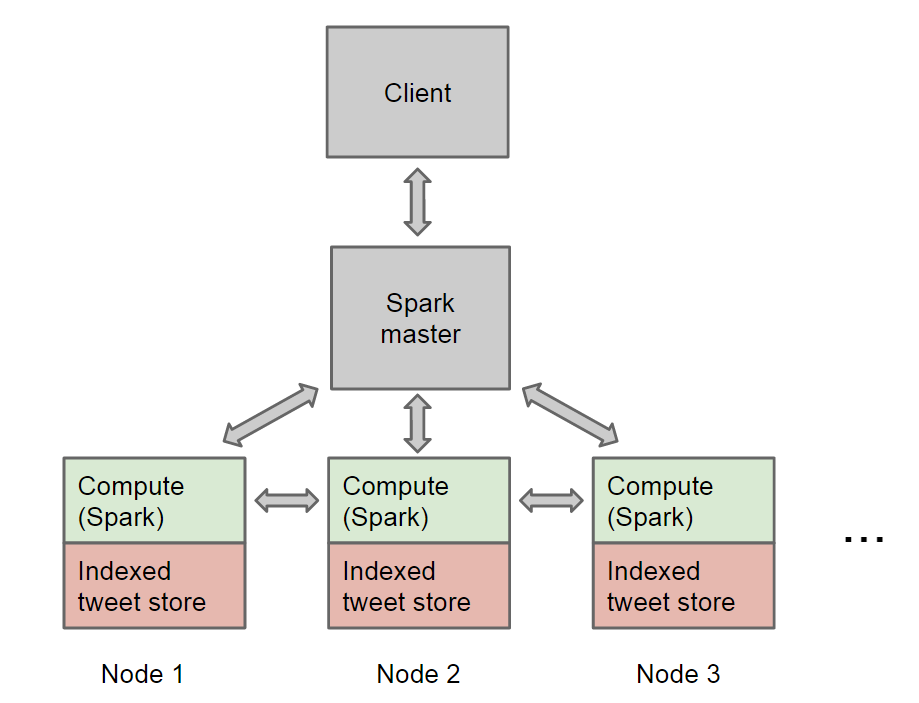 Client
Spark
master
Compute
(Spark)
Indexed
tweet store
Node 1
Compute
(Spark)
Indexed
tweet store
Node 2
Compute
(Spark)
Indexed
tweet store
Node 3
...